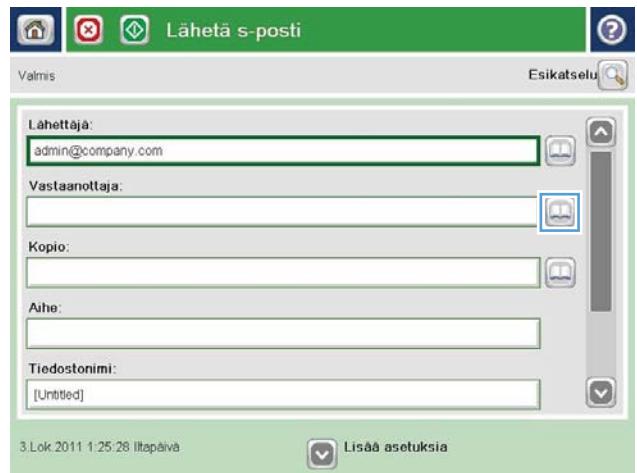 Lähetä s-posti
?
Valmis
Esikatselu
Lähettäjä:
admin@company.com
Vastaanottaja:
Kopio:
Aihe:
Tiedostonimi:
[Untitled]
3.Lok.2011 1:25:28 Iltapäivä
Lisää asetuksia